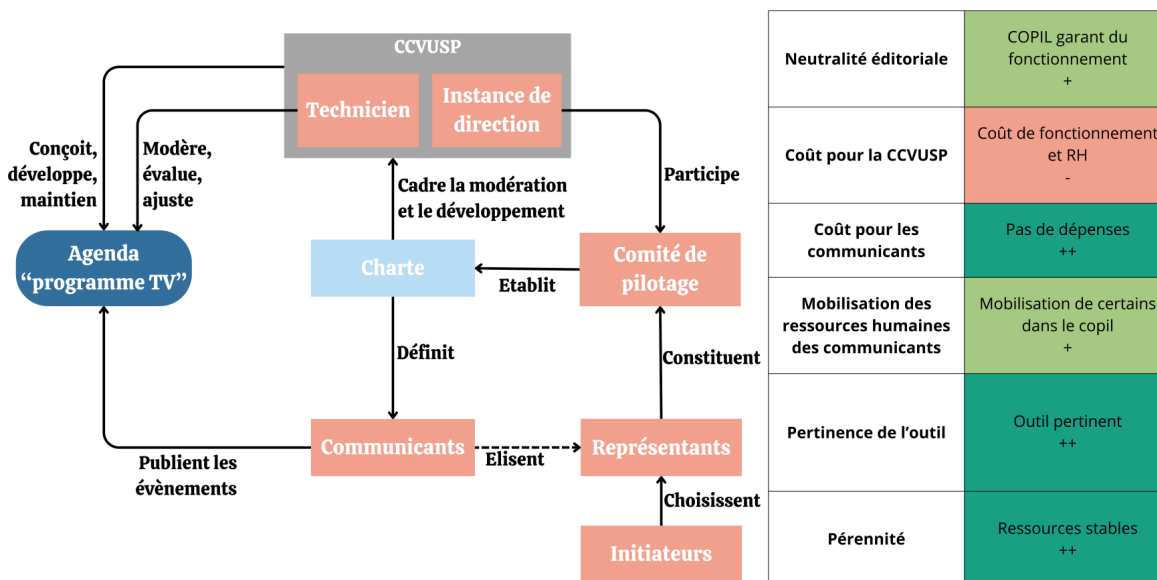 CCVUSP
Technicien
Instance de
direction
Conçoit,
développe,
maintien
Modère,
évalue,
ajuste
Cadre la modération
et le développement
Participe
Agenda
“programme TV”
Charte
Etablit
Comité de
pilotage
Définit
Constituent
Communicants
Elisent
Représentants
Publient les
évènements
Choisissent
Initiateurs
Neutralité éditoriale
COPIL garant du
fonctionnement
+
Coût pour la CCVUSP
Coût de fonctionnement
et RH
-
Coût pour les
communicants
Pas de dépenses
++
Mobilisation des
ressources humaines
des communicants
Mobilisation de certains
dans le copil
+
Pertinence de l’outil
Outil pertinent
++
Pérennité
Ressources stables
++